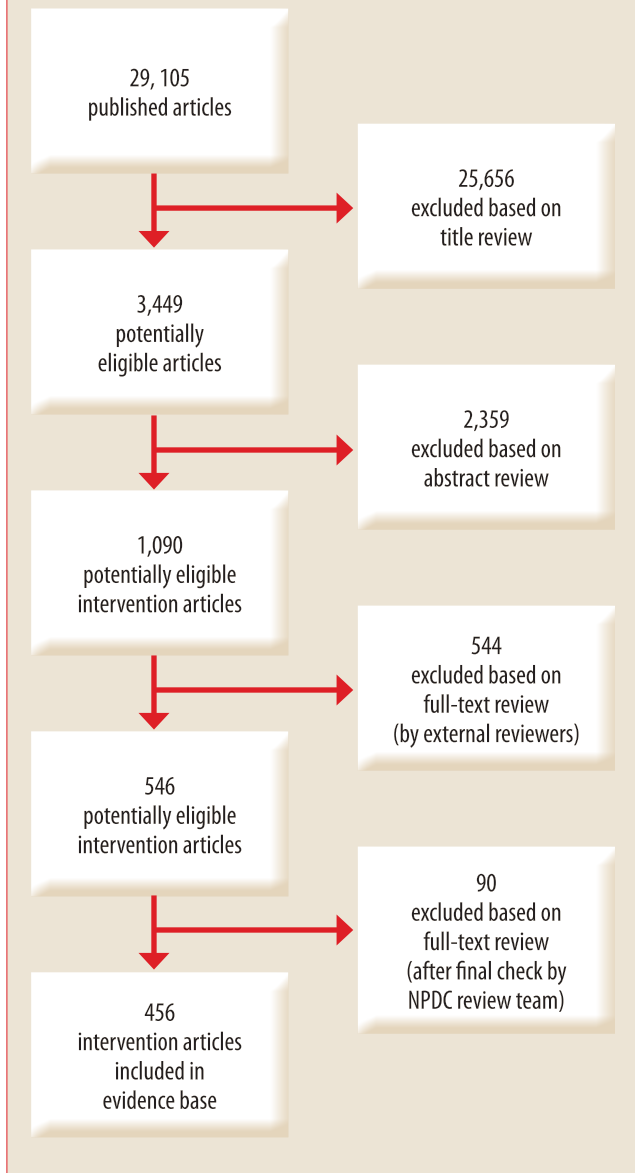 29, 105
published articles
25,656
excluded based on
title review
3,449
potentially
eligible articles
2,359
excluded based on
abstract review
1,090
potentially eligible
intervention articles
544
excluded based on
full-text review
(by external reviewers)
546
potentially eligible
intervention articles
90
excluded based on
full-text review
(after final check by
NPDC review team)
456
intervention articles
included in
evidence base